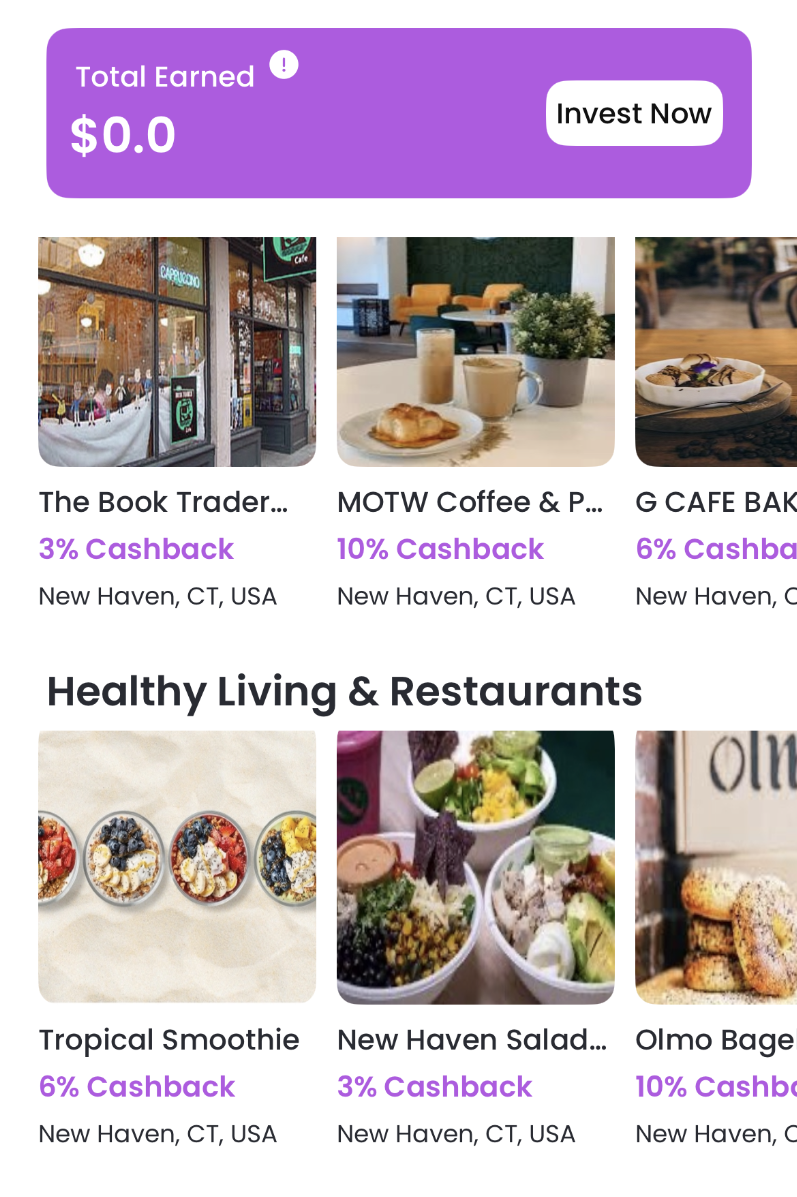 Total Earned !
$0.0
Invest Now
CAPPUCCINO
Cafe
The Book Trader...
MOTW Coffee & P...
G CAFE BAK
3% Cashback
10% Cashback
6% Cashba
New Haven, CT, USA
New Haven, CT, USA
New Haven, C
Healthy Living & Restaurants
olm
Tropical Smoothie
New Haven Salad...
Olmo Bage
6% Cashback
3% Cashback
10% Cashba
New Haven, CT, USA
New Haven, CT, USA
New Haven, C